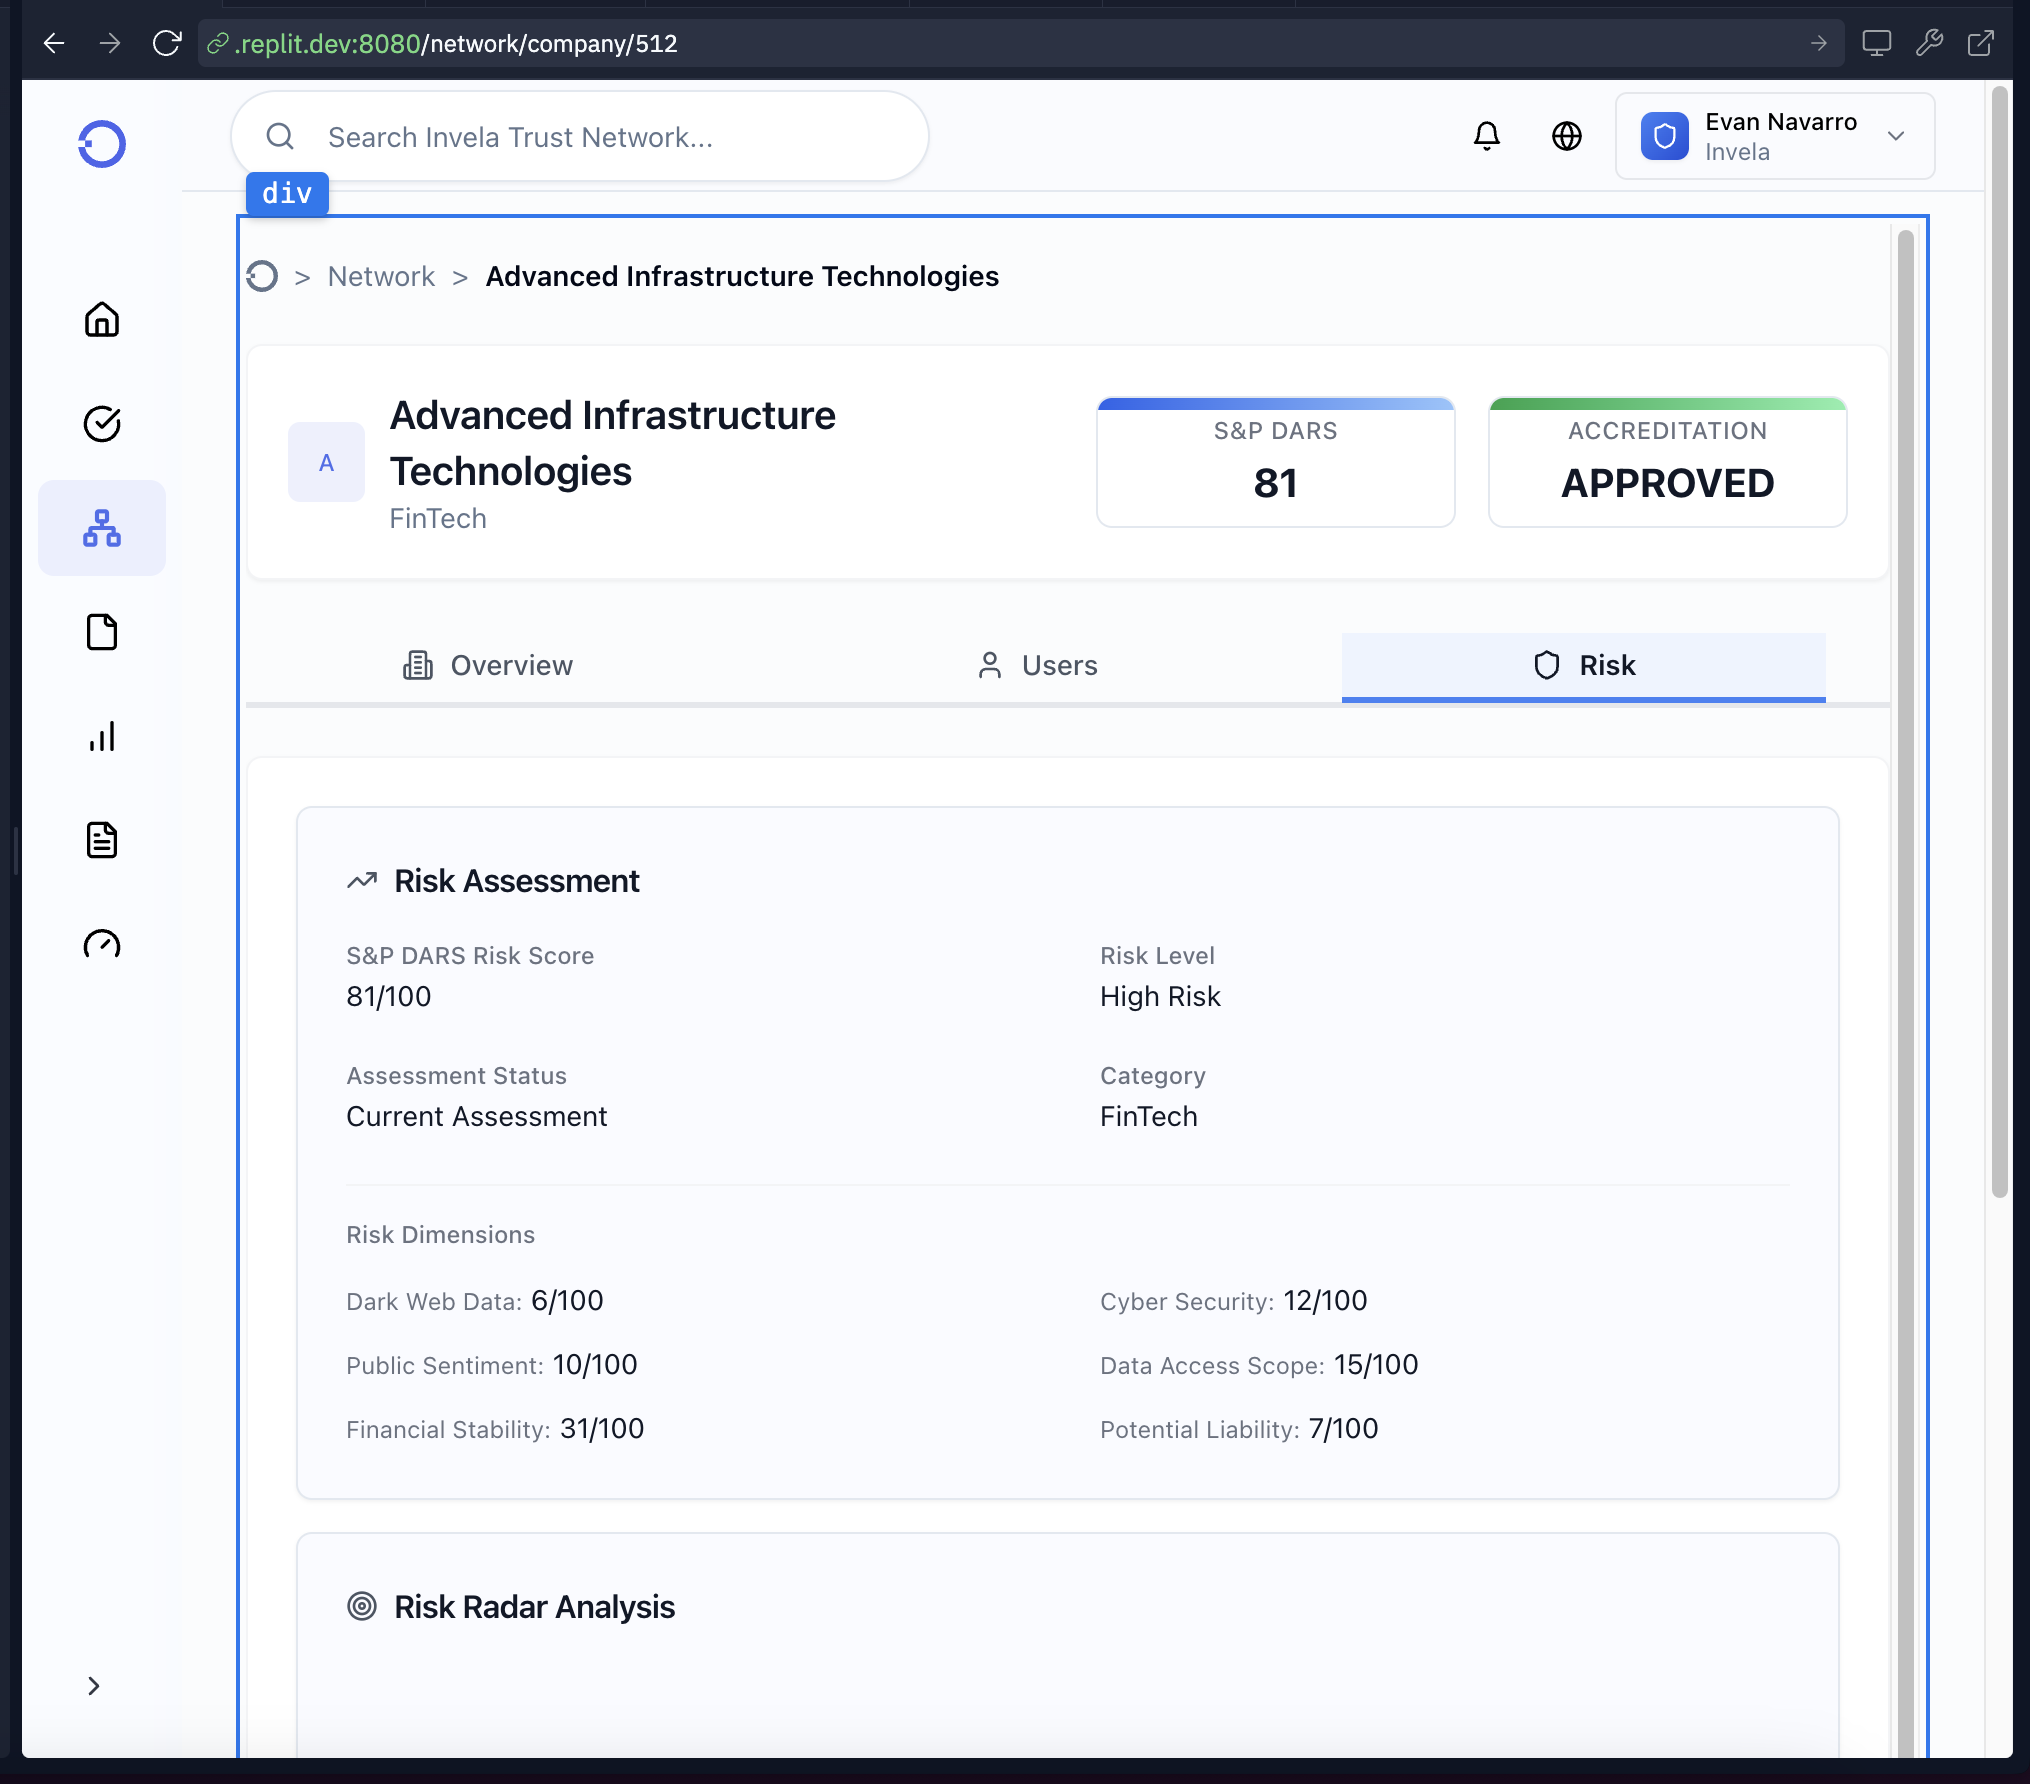 .replit.dev:8080/network/company/512
Search Invela Trust Network...
Evan Navarro
Invela
div
> Network > Advanced Infrastructure Technologies
A
Advanced Infrastructure
Technologies
FinTech
S&P DARS
81
ACCREDITATION
APPROVED
Overview
Users
Risk
Risk Assessment
S&P DARS Risk Score
81/100
Risk Level
High Risk
Assessment Status
Current Assessment
Category
FinTech
Risk Dimensions
Dark Web Data: 6/100
Cyber Security: 12/100
Public Sentiment: 10/100
Data Access Scope: 15/100
Financial Stability: 31/100
Potential Liability: 7/100
Risk Radar Analysis